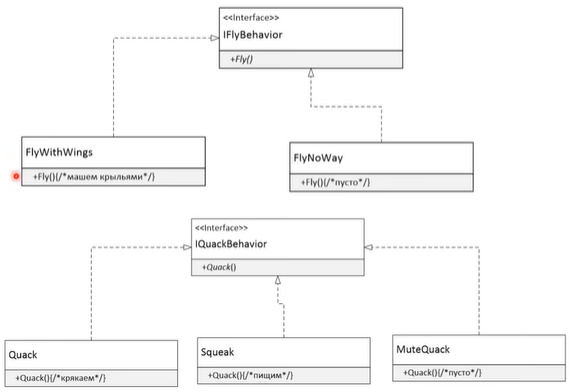 <<Interface>>
IFlyBehavior
+Fly()
FlyWithWings
+Fly(){/*машем крыльями*/}
FlyNoWay
+Fly(){/*пусто*/}
<<Interface>>
IQuackBehavior
+Quack()
Quack
+Quack(){/*крякаем*/}
Squeak
+Quack(){/*пищим*/}
MuteQuack
+Quack(){/*пусто*/}